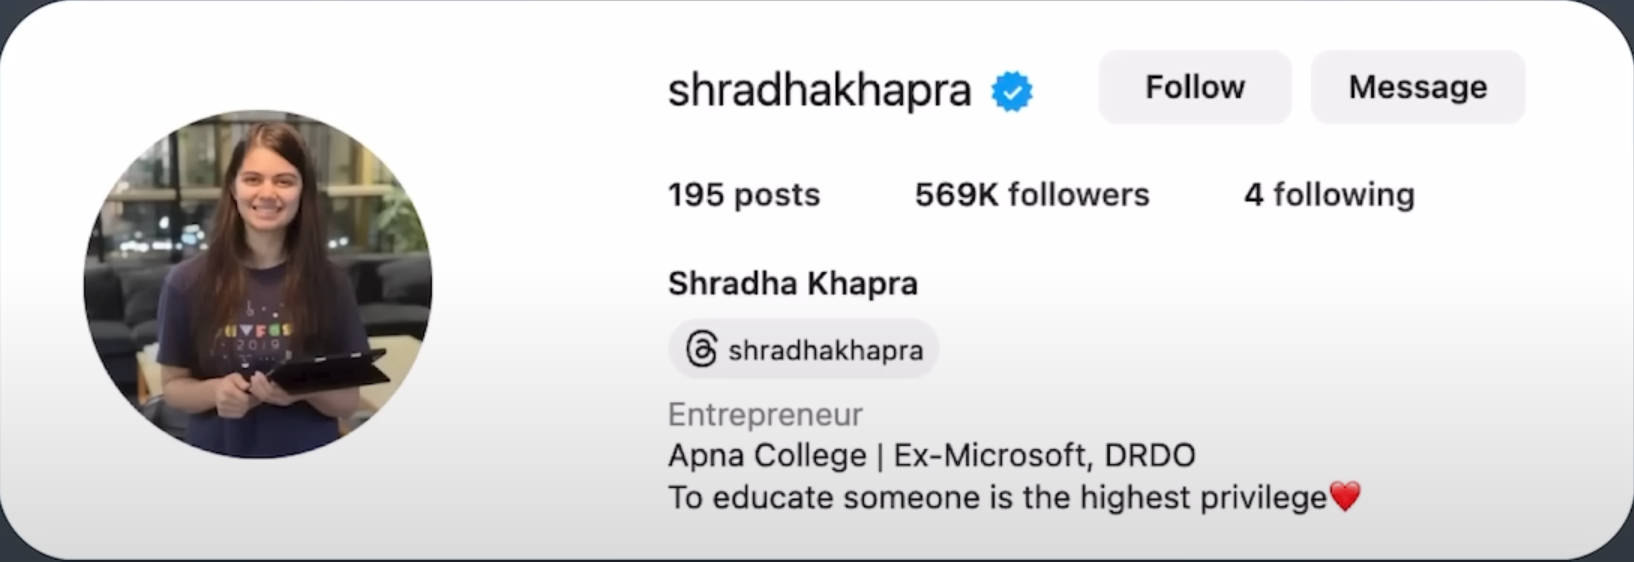 shradhakhapra
Follow
Message
195 posts
569K followers
4 following
Shradha Khapra
shradhakhapra
Entrepreneur
Apna College | Ex-Microsoft, DRDO
To educate someone is the highest privilege❤️
2019